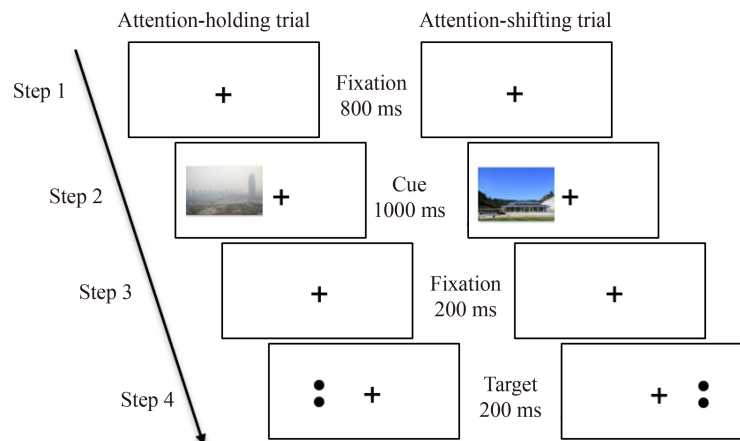 Attention-holding trial
Attention-shifting trial
Step 1
Fixation
800 ms
Step 2
Cue
1000 ms
Step 3
Fixation
200 ms
Step 4
Target
200 ms